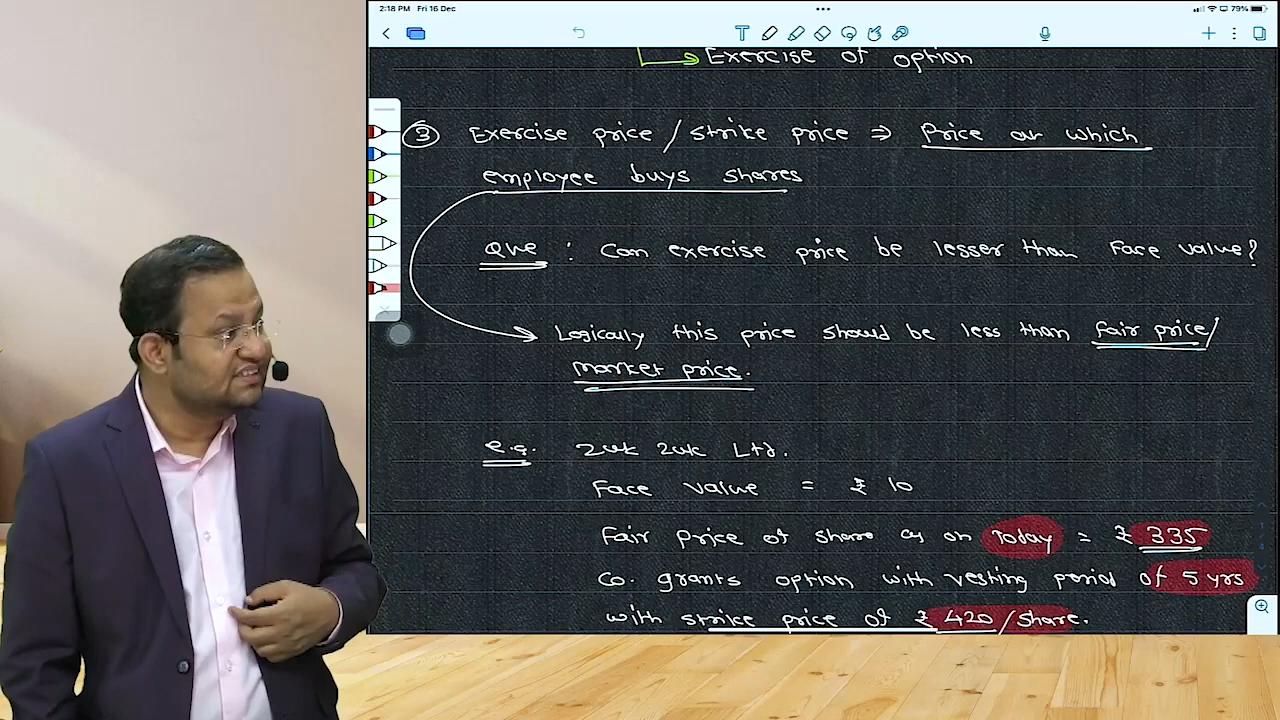 2:18 PM Fri 16 Dec
79%
Exercise of option
3 Exercise price / Strike price ⇒ Price at which
employee buys shares
Que : Can exercise price be lesser than Face value?
Logically this price should be less than fair price/
market price.
e.g. Zuk Zuk Ltd.
Face value = ₹ 10
Fair price of share as on Today = ₹ 335
Co. grants option with vesting period of 5 yrs
with strike price of ₹ 420/share.